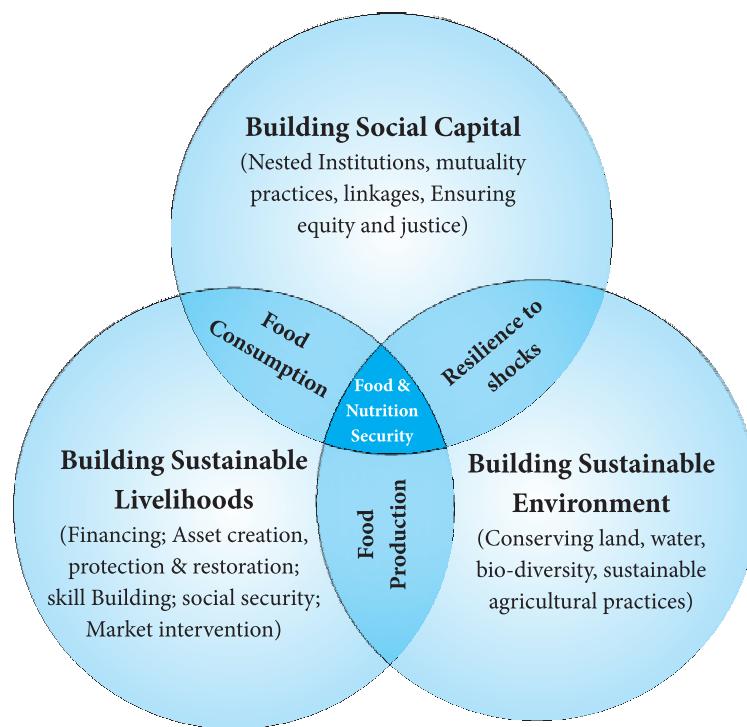 Building Social Capital
(Nested Institutions, mutuality
practices, linkages, Ensuring
equity and justice)
Food
Consumption
Resilience to
shocks
Food &
Nutrition
Security
Building Sustainable
Livelihoods
(Financing; Asset creation,
protection & restoration;
skill Building; social security;
Market intervention)
Food
Production
Building Sustainable
Environment
(Conserving land, water,
bio-diversity, sustainable
agricultural practices)